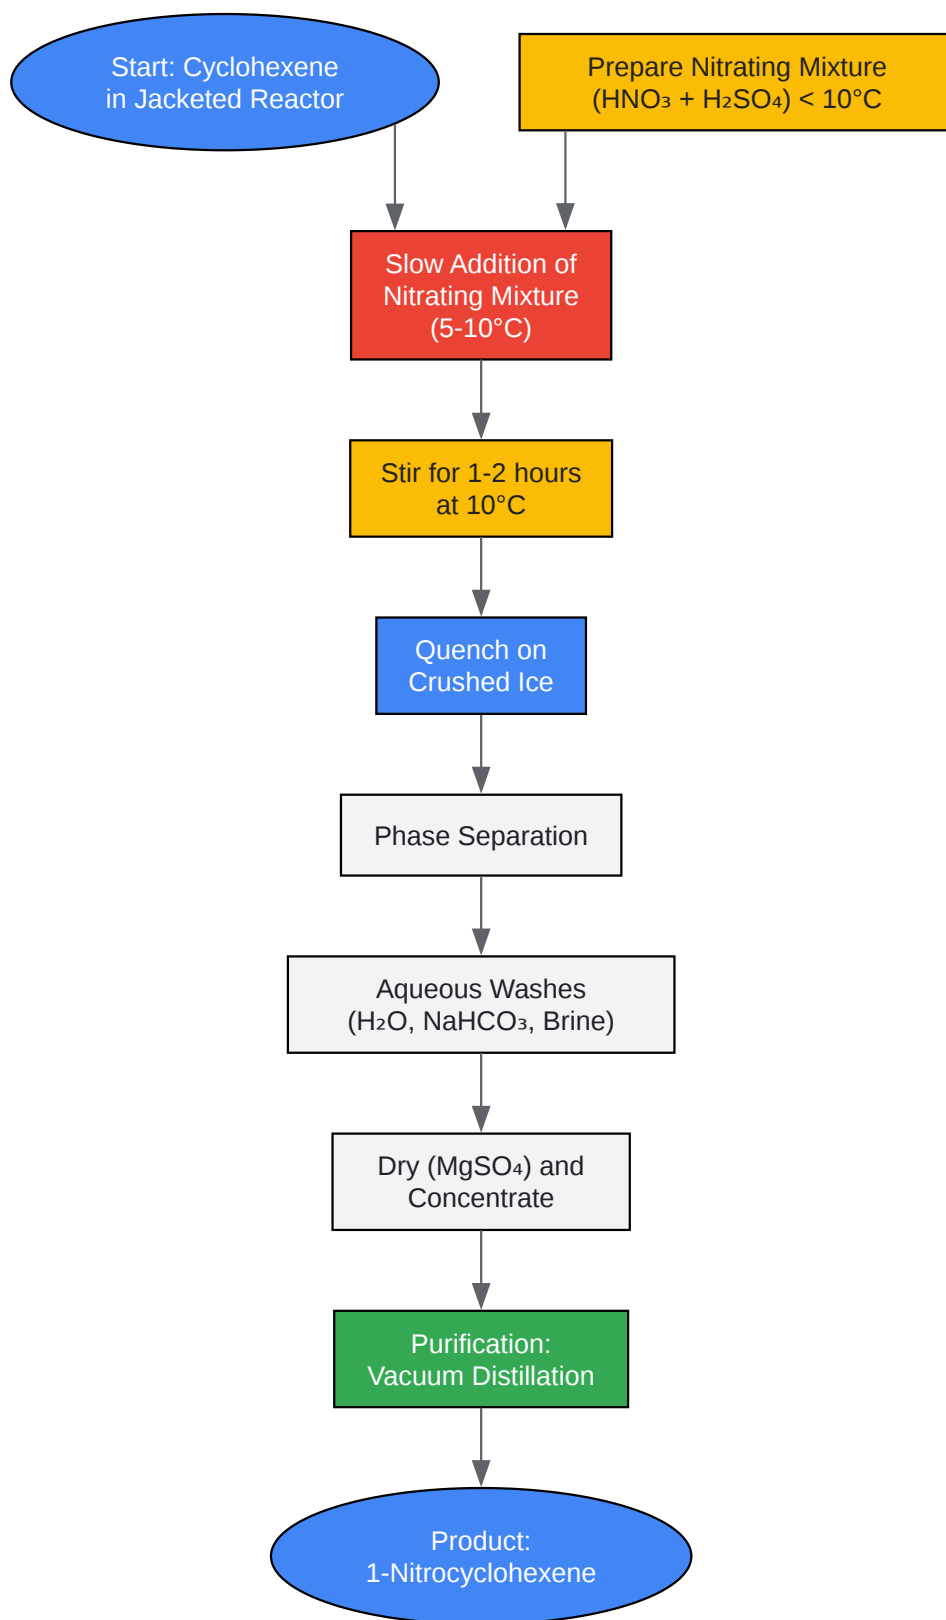 Start: Cyclohexene
in Jacketed Reactor
Prepare Nitrating Mixture
(HNO₃ + H₂SO₄) < 10°C
Slow Addition of
Nitrating Mixture
(5-10°C)
Stir for 1-2 hours
at 10°C
Quench on
Crushed Ice
Phase Separation
Aqueous Washes
(H₂O, NaHCO₃, Brine)
Dry (MgSO₄) and
Concentrate
Purification:
Vacuum Distillation
Product:
1-Nitrocyclohexene